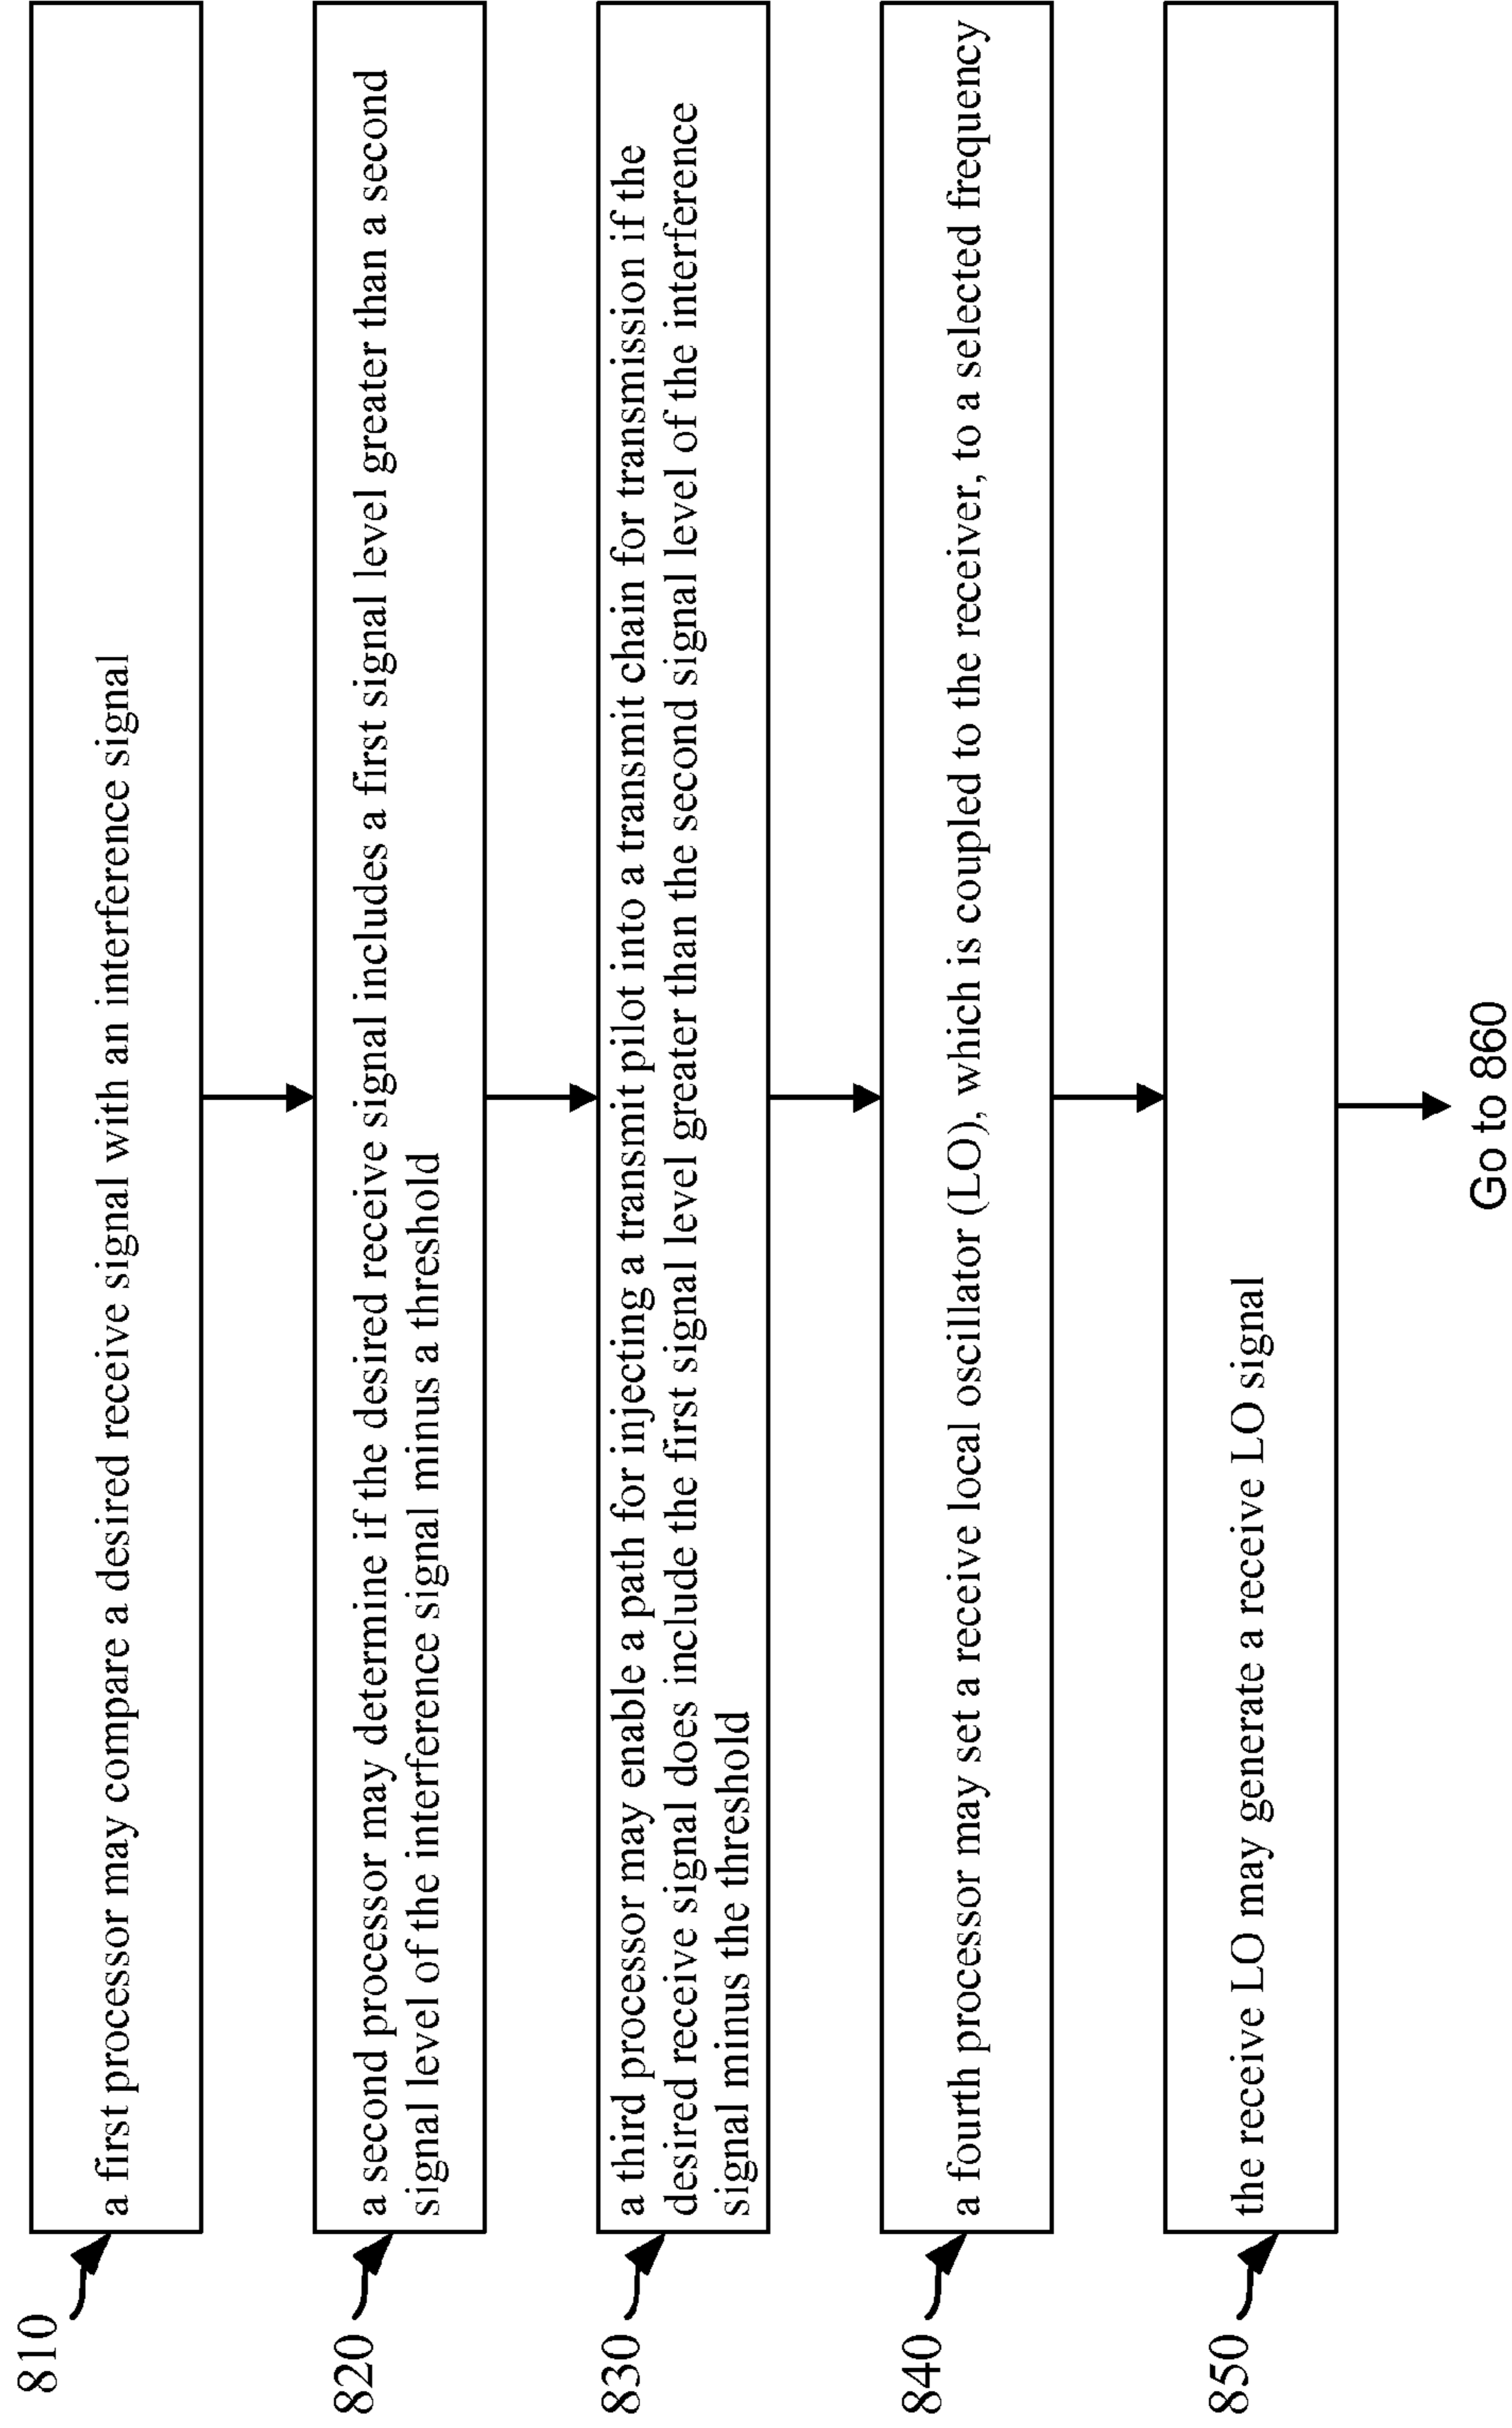 810
a first processor may compare a desired receive signal with an interference signal
820
a second processor may determine if the desired receive signal includes a first signal level greater than a second
signal level of the interference signal minus a threshold
830
a third processor may enable a path for injecting a transmit pilot into a transmit chain for transmission if the
desired receive signal does include the first signal level greater than the second signal level of the interference
signal minus the threshold
840
a fourth processor may set a receive local oscillator (LO), which is coupled to the receiver, to a selected frequency
850
the receive LO may generate a receive LO signal
Go to 860